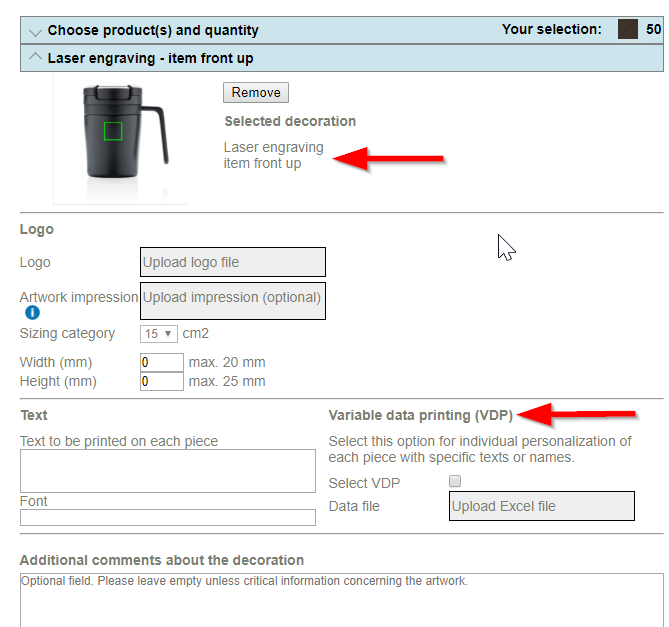 Choose product(s) and quantity Your selection: 50
Laser engraving - item front up
Remove
Selected decoration
Laser engraving
item front up
Logo
Logo Upload logo file
Artwork impression Upload impression (optional)
i
Sizing category 15 ▼ cm2
Width (mm) 0 max. 20 mm
Height (mm) 0 max. 25 mm
Text
Text to be printed on each piece
Font
Variable data printing (VDP)
Select this option for individual personalization of
each piece with specific texts or names.
Select VDP
Data file Upload Excel file
Additional comments about the decoration
Optional field. Please leave empty unless critical information concerning the artwork.